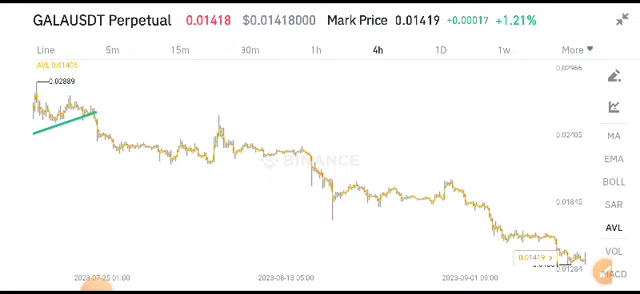 GALAUSDT Perpetual 0.01418 $0.01418000 Mark Price 0.01419 +0.00017 +1.21%
Line 5m 15m 30m 1h 4h 1D 1w More
AVL 0.01405
0.02889
0.02966
0.02405
MA
EMA
BINANCE
BOLL
0.01845
SAR
AVL
VOL
0.01419
0.01284
MACD
2023-07-25 01:00 2023-08-13 05:00 2023-09-01 09:00